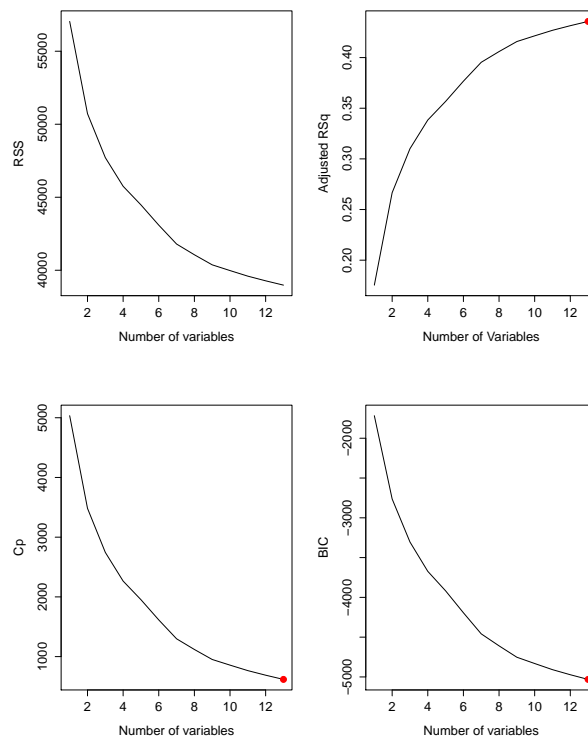 RSS
40000 45000 50000 55000
2 4 6 8 10 12
Number of variables
Adjusted RSq
0.20 0.25 0.30 0.35 0.40
2 4 6 8 10 12
Number of Variables
Cp
1000 2000 3000 4000 5000
2 4 6 8 10 12
Number of variables
BIC
−5000 −4000 −3000 −2000
2 4 6 8 10 12
Number of variables